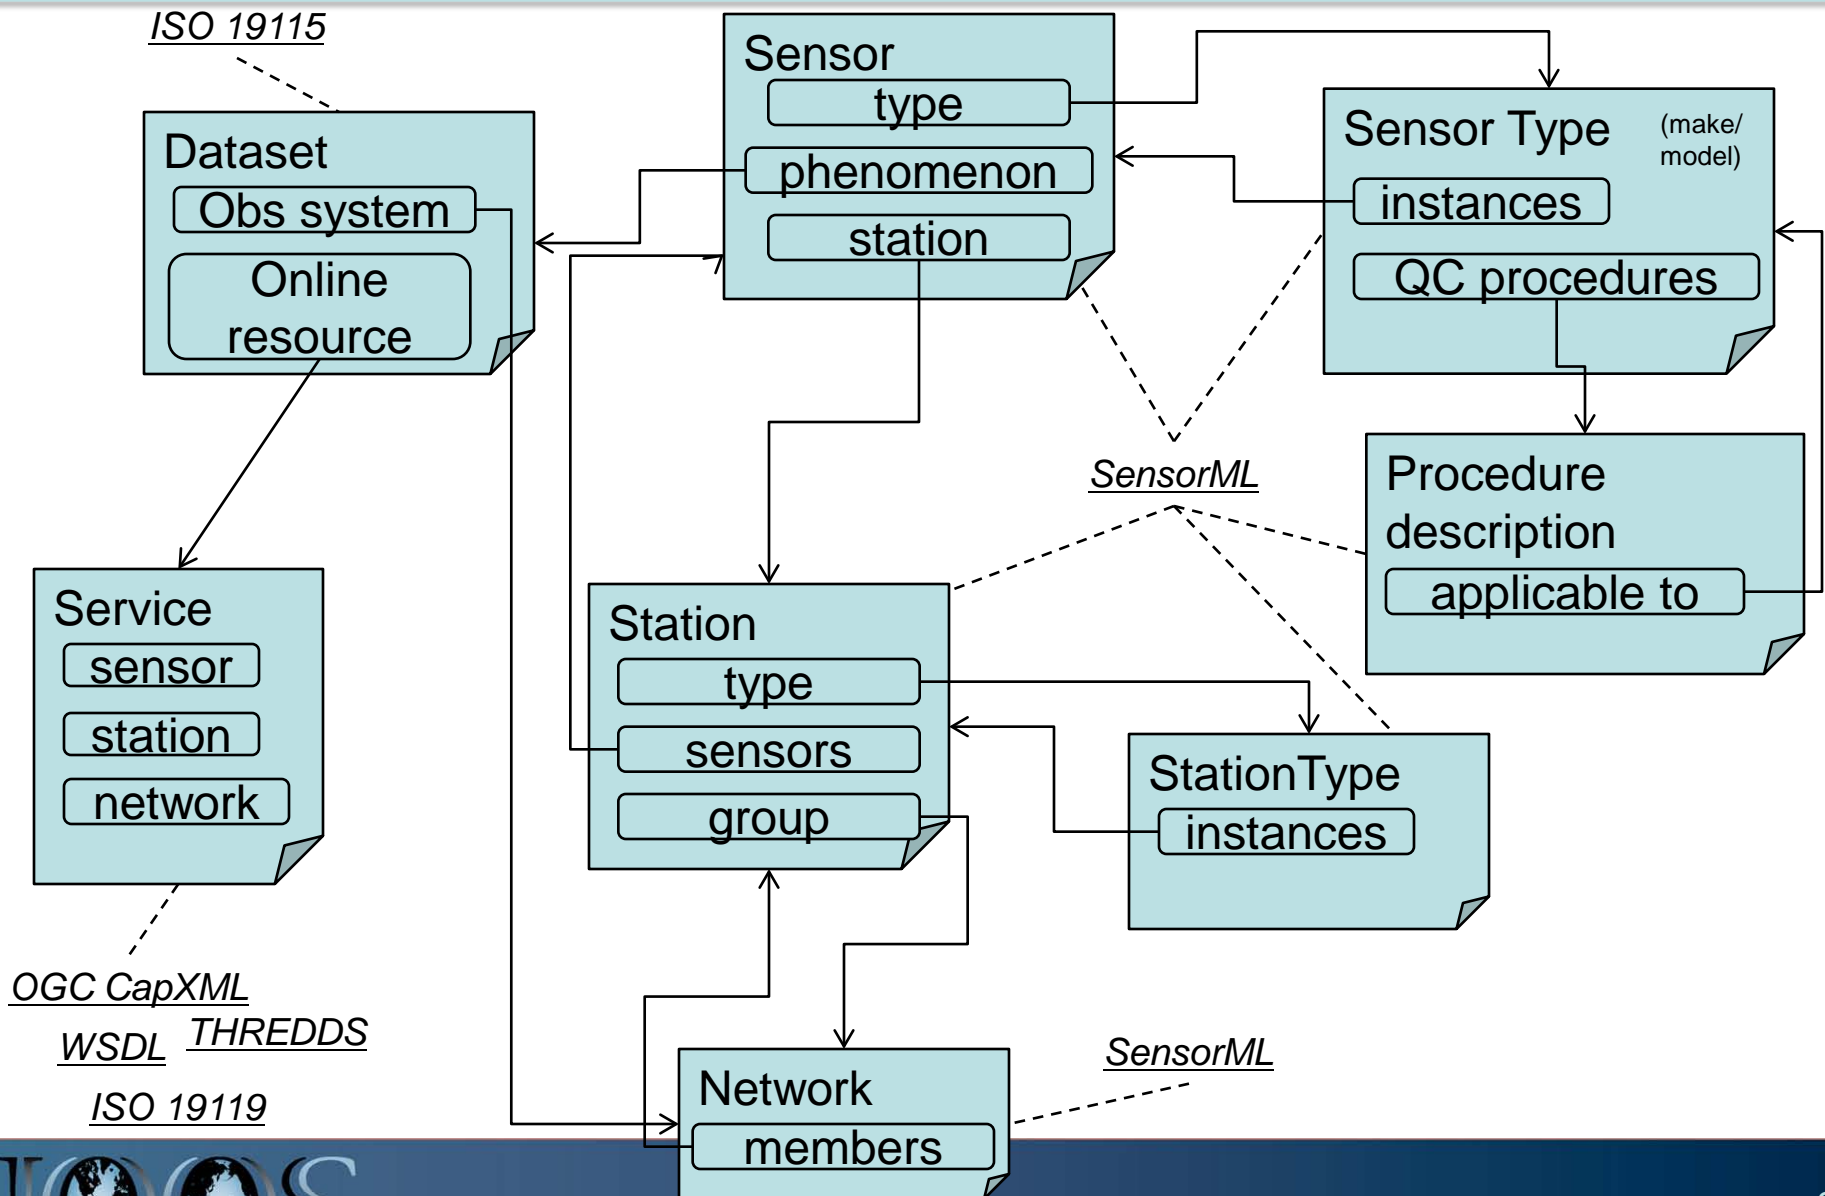 ISO 19115
Sensor
type
phenomenon
station
Dataset
Obs system
Online
resource
Sensor Type
(make/
model)
instances
QC procedures
SensorML
Procedure
description
applicable to
Service
sensor
station
network
Station
type
sensors
group
StationType
instances
OGC CapXML
WSDL
THREDDS
ISO 19119
Network
members
SensorML
IOOS